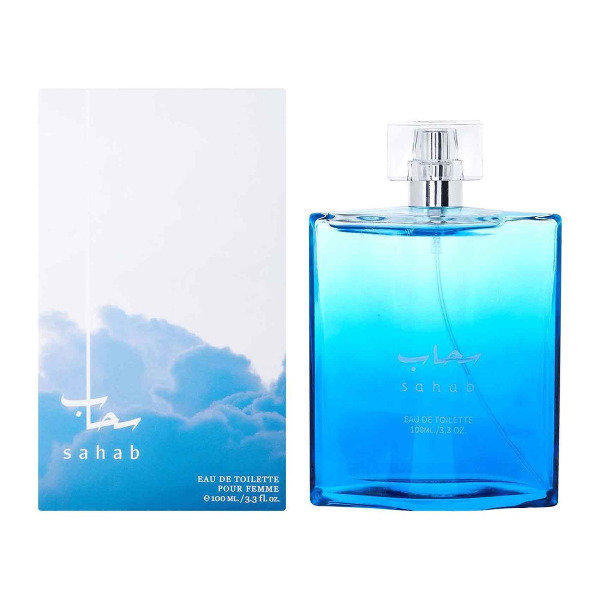 سحاب
sahab
EAU DE TOILETTE
POUR FEMME
℮ 100 ML./3.3 fl. oz.
سحاب
sahab
EAU DE TOILETTE
100ML./3.3 OZ.